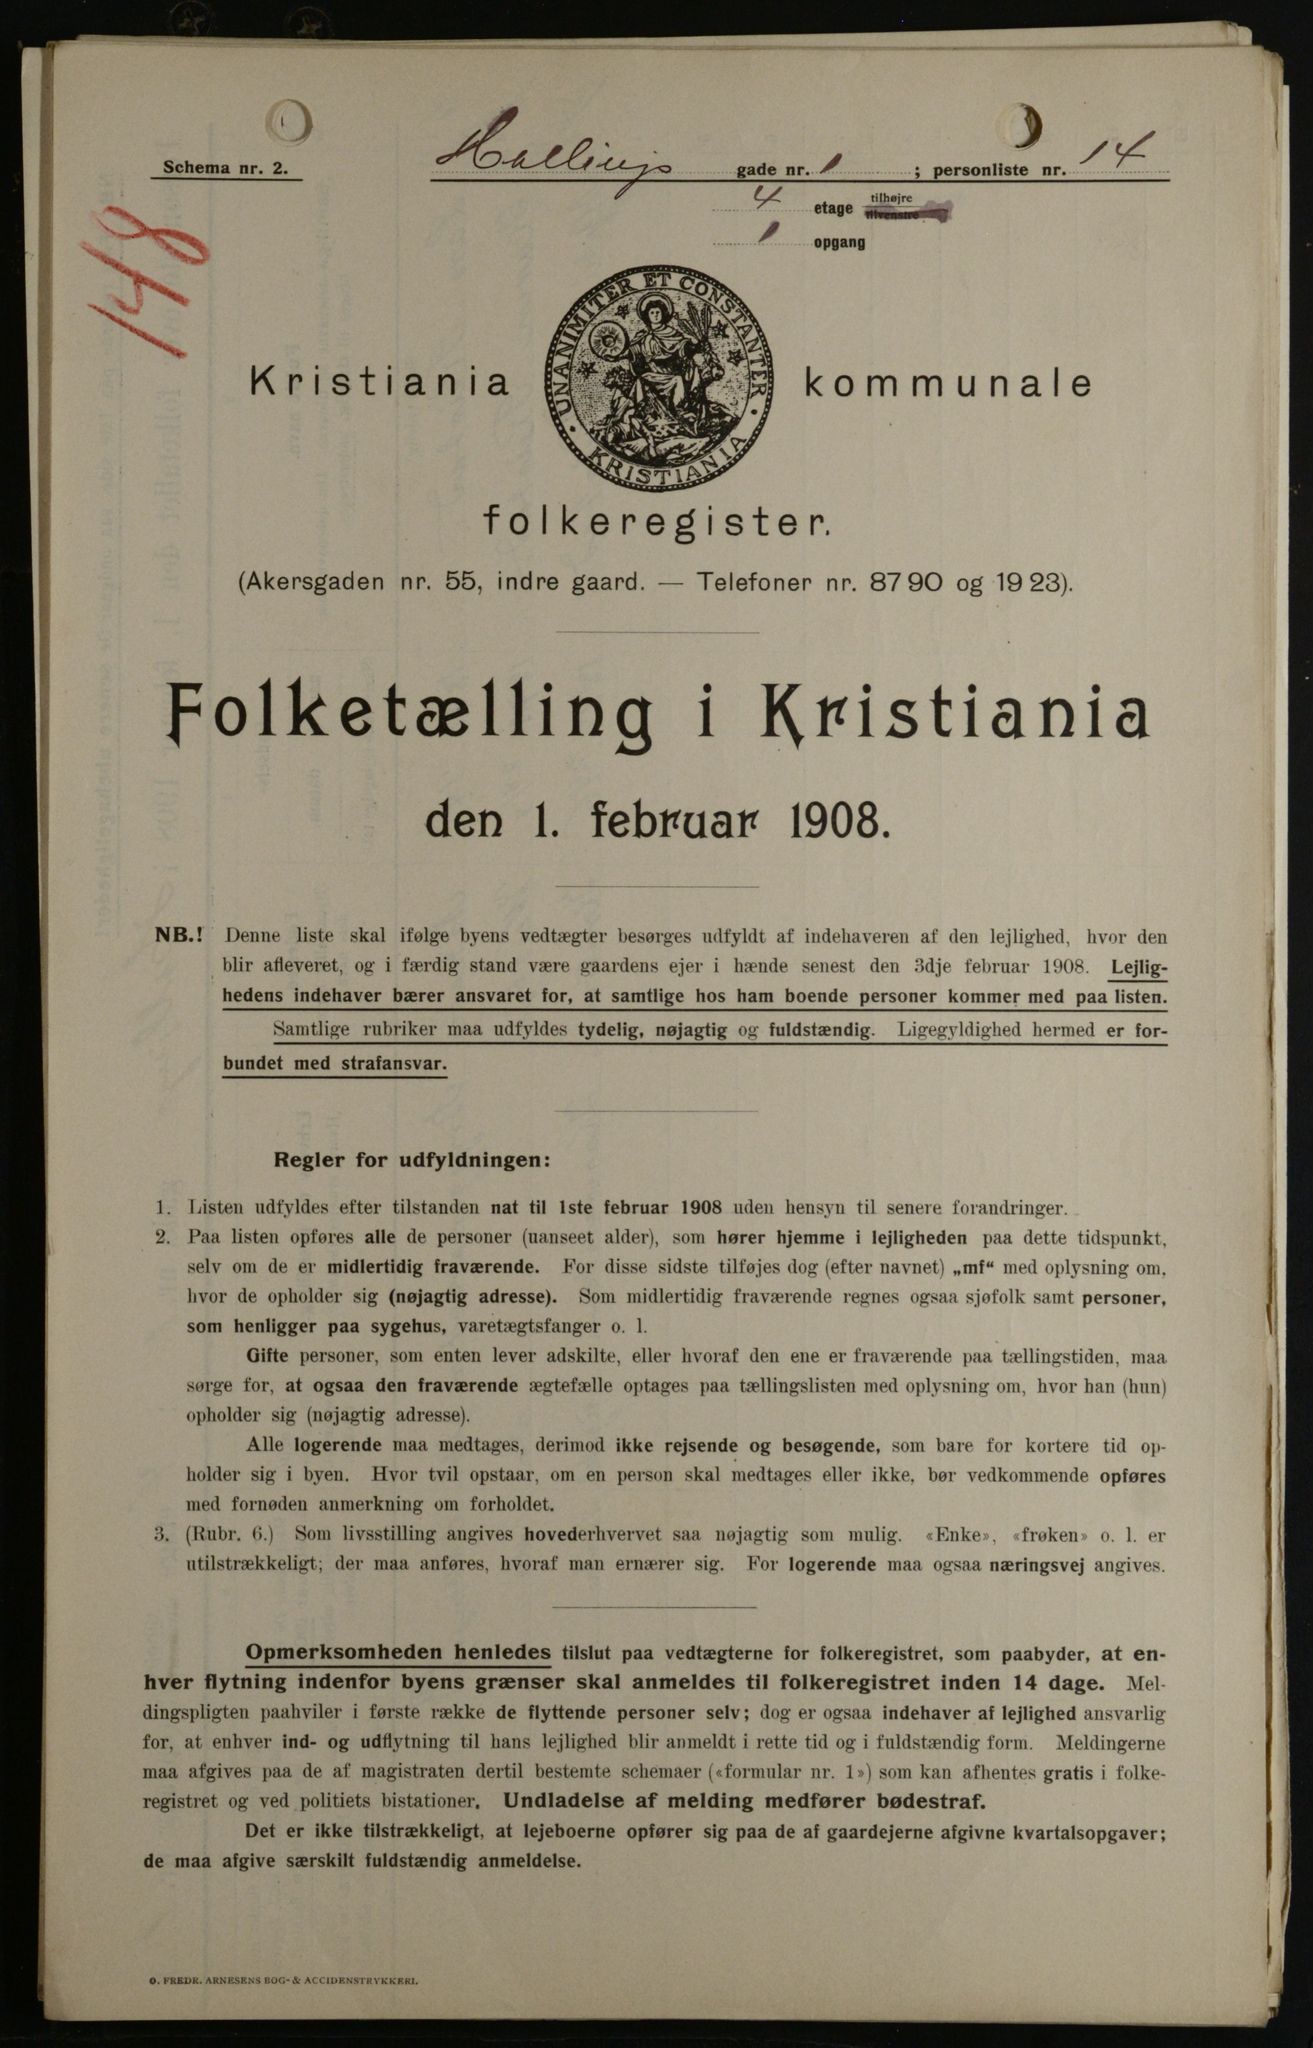 Schema nr. 2.
Hallings gade nr. 1 ; personliste nr. 14
4 etage tilhøjre
tilvenstre
1 opgang
148
UNANIMITER ET CONSTANTER
KRISTIANIA
Kristiania kommunale
folkeregister.
(Akersgaden nr. 55, indre gaard. — Telefoner nr. 8790 og 1923).
Folketælling i Kristiania
den 1. februar 1908.
NB.! Denne liste skal ifølge byens vedtægter besørges udfyldt af indehaveren af den lejlighed, hvor den
blir afleveret, og i færdig stand være gaardens ejer i hænde senest den 3dje februar 1908. Lejlig-
hedens indehaver bærer ansvaret for, at samtlige hos ham boende personer kommer med paa listen.
Samtlige rubriker maa udfyldes tydelig, nøjagtig og fuldstændig. Ligegyldighed hermed er for-
bundet med strafansvar.
Regler for udfyldningen:
1. Listen udfyldes efter tilstanden nat til 1ste februar 1908 uden hensyn til senere forandringer.
2. Paa listen opføres alle de personer (uanseet alder), som hører hjemme i lejligheden paa dette tidspunkt,
selv om de er midlertidig fraværende. For disse sidste tilføjes dog (efter navnet) „mf“ med oplysning om,
hvor de opholder sig (nøjagtig adresse). Som midlertidig fraværende regnes ogsaa sjøfolk samt personer,
som henligger paa sygehus, varetægtsfanger o. l.
Gifte personer, som enten lever adskilte, eller hvoraf den ene er fraværende paa tællingstiden, maa
sørge for, at ogsaa den fraværende ægtefælle optages paa tællingslisten med oplysning om, hvor han (hun)
opholder sig (nøjagtig adresse).
Alle logerende maa medtages, derimod ikke rejsende og besøgende, som bare for kortere tid op-
holder sig i byen. Hvor tvil opstaar, om en person skal medtages eller ikke, bør vedkommende opføres
med fornøden anmerkning om forholdet.
3. (Rubr. 6.) Som livsstilling angives hovederhvervet saa nøjagtig som mulig. «Enke», «frøken» o. l. er
utilstrækkeligt; der maa anføres, hvoraf man ernærer sig. For logerende maa ogsaa næringsvej angives.
Opmerksomheden henledes tilslut paa vedtægterne for folkeregistret, som paabyder, at en-
hver flytning indenfor byens grænser skal anmeldes til folkeregistret inden 14 dage. Mel-
dingspligten paahviler i første række de flyttende personer selv; dog er ogsaa indehaver af lejlighed ansvarlig
for, at enhver ind- og udflytning til hans lejlighed blir anmeldt i rette tid og i fuldstændig form. Meldingerne
maa afgives paa de af magistraten dertil bestemte schemaer («formular nr. 1») som kan afhentes gratis i folke-
registret og ved politiets bistationer. Undladelse af melding medfører bødestraf.
Det er ikke tilstrækkeligt, at lejeboerne opfører sig paa de af gaardejerne afgivne kvartalsopgaver;
de maa afgive særskilt fuldstændig anmeldelse.
O. FREDR. ARNESENS BOG- & ACCIDENSTRYKKERI.